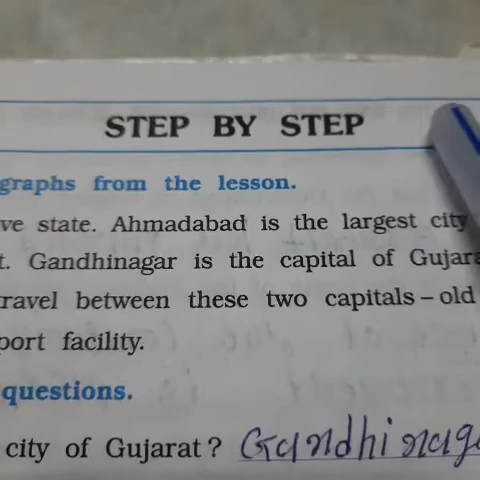 STEP BY STEP
graphs from the lesson.
ve state. Ahmadabad is the largest city
t. Gandhinagar is the capital of Gujara
ravel between these two capitals – old
port facility.
questions.
city of Gujarat? Gandhinaga